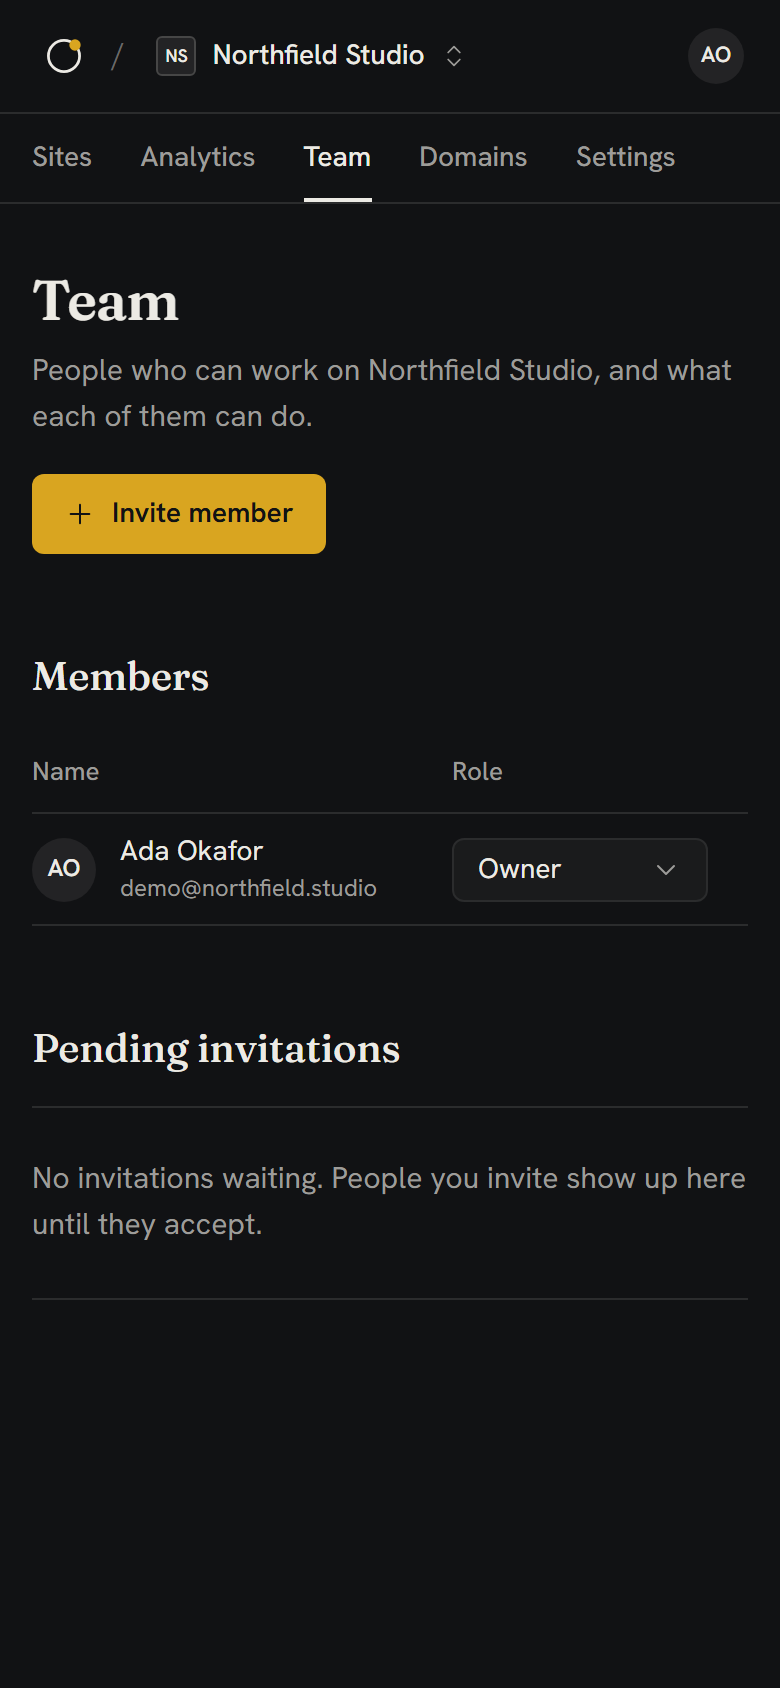 / NS Northfield Studio AO
Sites Analytics Team Domains Settings
Team
People who can work on Northfield Studio, and what
each of them can do.
+ Invite member
Members
Name Role
AO Ada Okafor Owner
demo@northfield.studio
Pending invitations
No invitations waiting. People you invite show up here
until they accept.